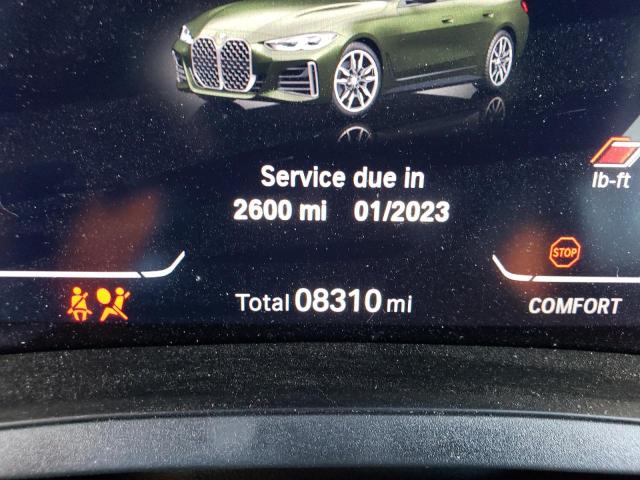 Service due in
2600 mi 01/2023
lb-ft
STOP
Total 08310 mi
COMFORT